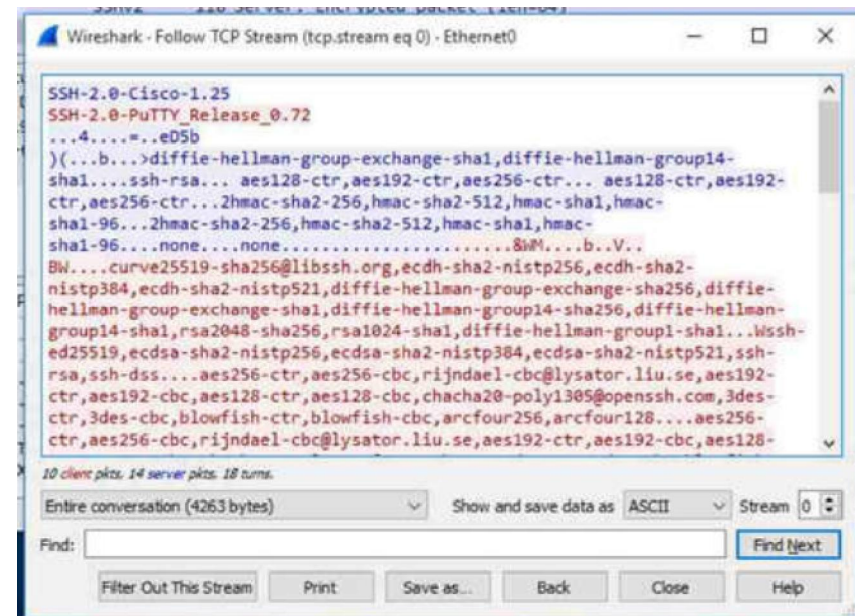 SSHv2 118 Server: Encrypted packet (len=64)
Wireshark - Follow TCP Stream (tcp.stream eq 0) - Ethernet0
SSH-2.0-Cisco-1.25
SSH-2.0-PuTTY_Release_0.72
...4....=..eD5b
)(...b...>diffie-hellman-group-exchange-sha1,diffie-hellman-group14-
sha1....ssh-rsa... aes128-ctr,aes192-ctr,aes256-ctr... aes128-ctr,aes192-
ctr,aes256-ctr...2hmac-sha2-256,hmac-sha2-512,hmac-sha1,hmac-
sha1-96...2hmac-sha2-256,hmac-sha2-512,hmac-sha1,hmac-
sha1-96....none....none......................&WM....b..V..
BW....curve25519-sha256@libssh.org,ecdh-sha2-nistp256,ecdh-sha2-
nistp384,ecdh-sha2-nistp521,diffie-hellman-group-exchange-sha256,diffie-
hellman-group-exchange-sha1,diffie-hellman-group14-sha256,diffie-hellman-
group14-sha1,rsa2048-sha256,rsa1024-sha1,diffie-hellman-group1-sha1...Wssh-
ed25519,ecdsa-sha2-nistp256,ecdsa-sha2-nistp384,ecdsa-sha2-nistp521,ssh-
rsa,ssh-dss....aes256-ctr,aes256-cbc,rijndael-cbc@lysator.liu.se,aes192-
ctr,aes192-cbc,aes128-ctr,aes128-cbc,chacha20-poly1305@openssh.com,3des-
ctr,3des-cbc,blowfish-ctr,blowfish-cbc,arcfour256,arcfour128....aes256-
ctr,aes256-cbc,rijndael-cbc@lysator.liu.se,aes192-ctr,aes192-cbc,aes128-
10 client pkts, 14 server pkts, 18 turns.
Entire conversation (4263 bytes) Show and save data as ASCII Stream 0
Find: Find Next
Filter Out This Stream Print Save as... Back Close Help